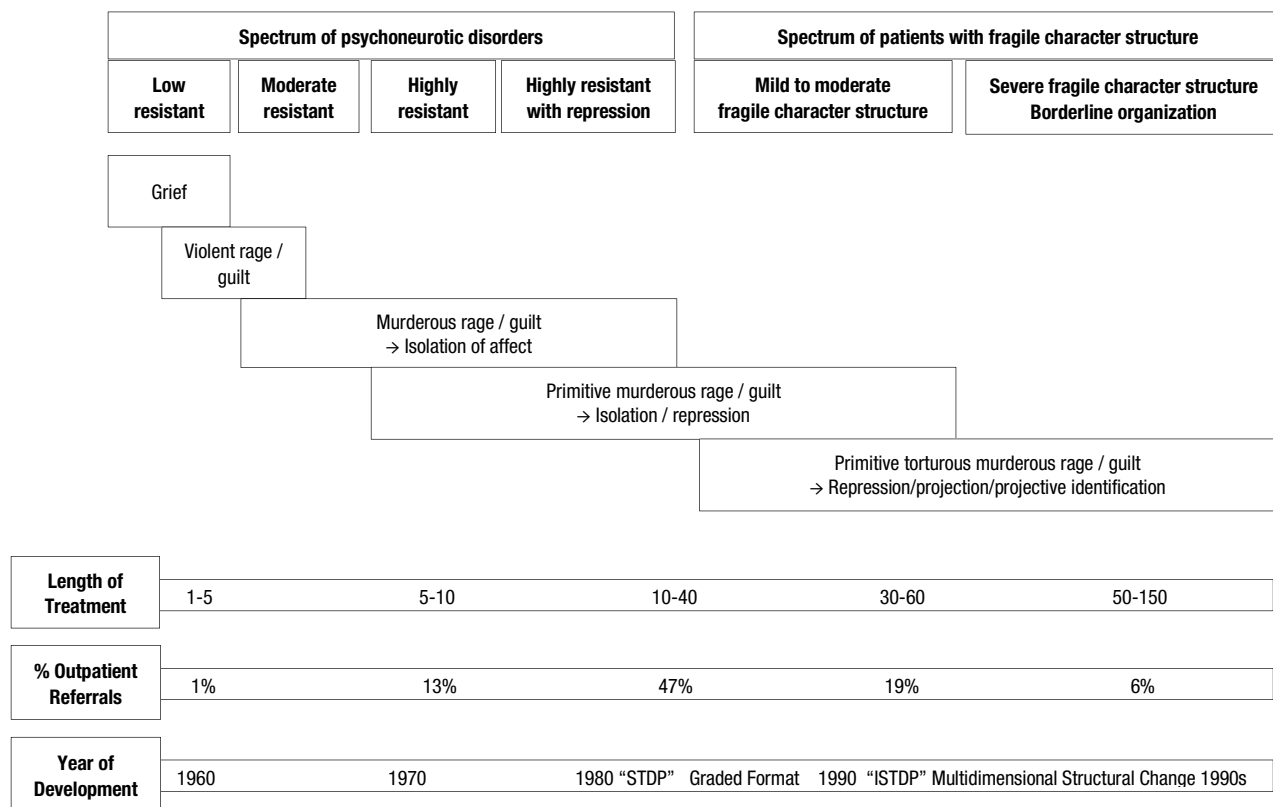 Spectrum of psychoneurotic disorders
Spectrum of patients with fragile character structure
Low
resistant
Moderate
resistant
Highly
resistant
Highly resistant
with repression
Mild to moderate
fragile character structure
Severe fragile character structure
Borderline organization
Grief
Violent rage /
guilt
Murderous rage / guilt
→ Isolation of affect
Primitive murderous rage / guilt
→ Isolation / repression
Primitive torturous murderous rage / guilt
→ Repression/projection/projective identification
Length of
Treatment
1-5 5-10 10-40 30-60 50-150
% Outpatient
Referrals
1% 13% 47% 19% 6%
Year of
Development
1960 1970 1980 “STDP” Graded Format 1990 “ISTDP” Multidimensional Structural Change 1990s